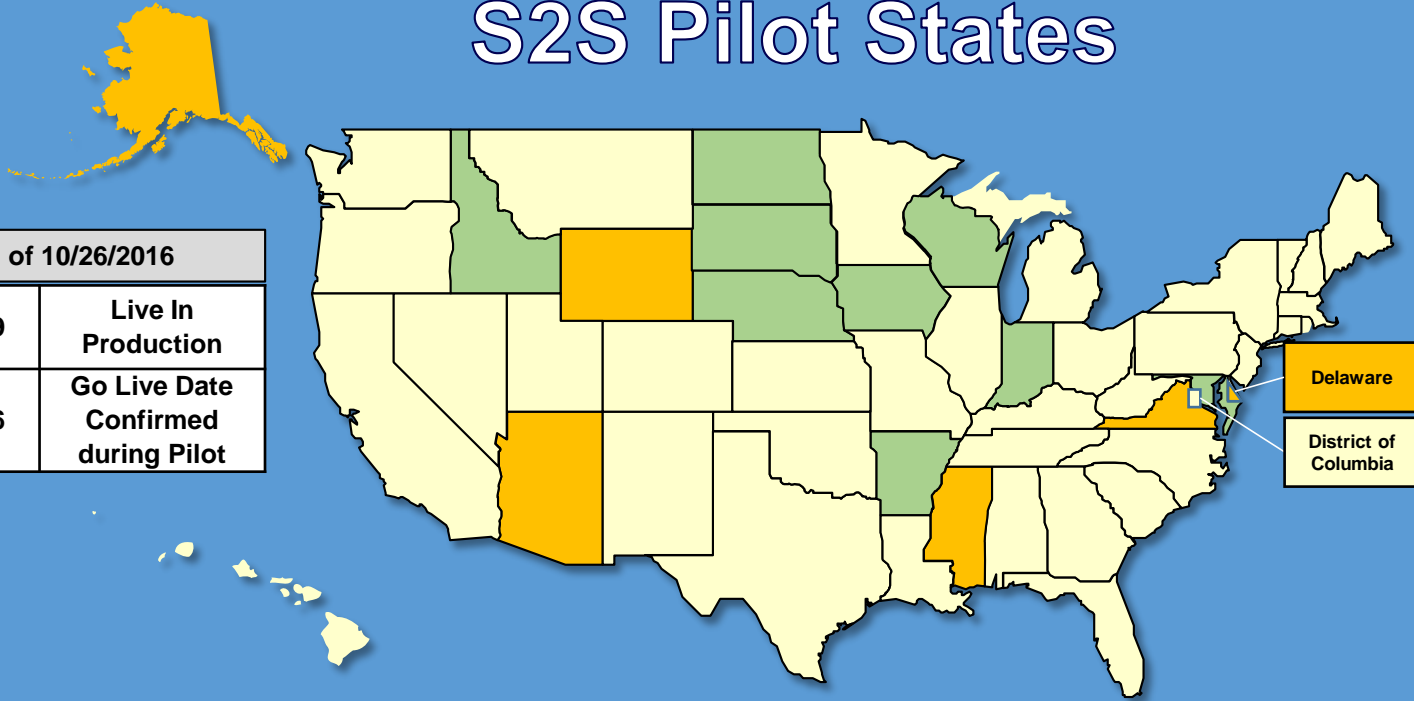 S2S Pilot States
of 10/26/2016
Live In
Production
Go Live Date
Confirmed
during Pilot
Delaware
District of
Columbia